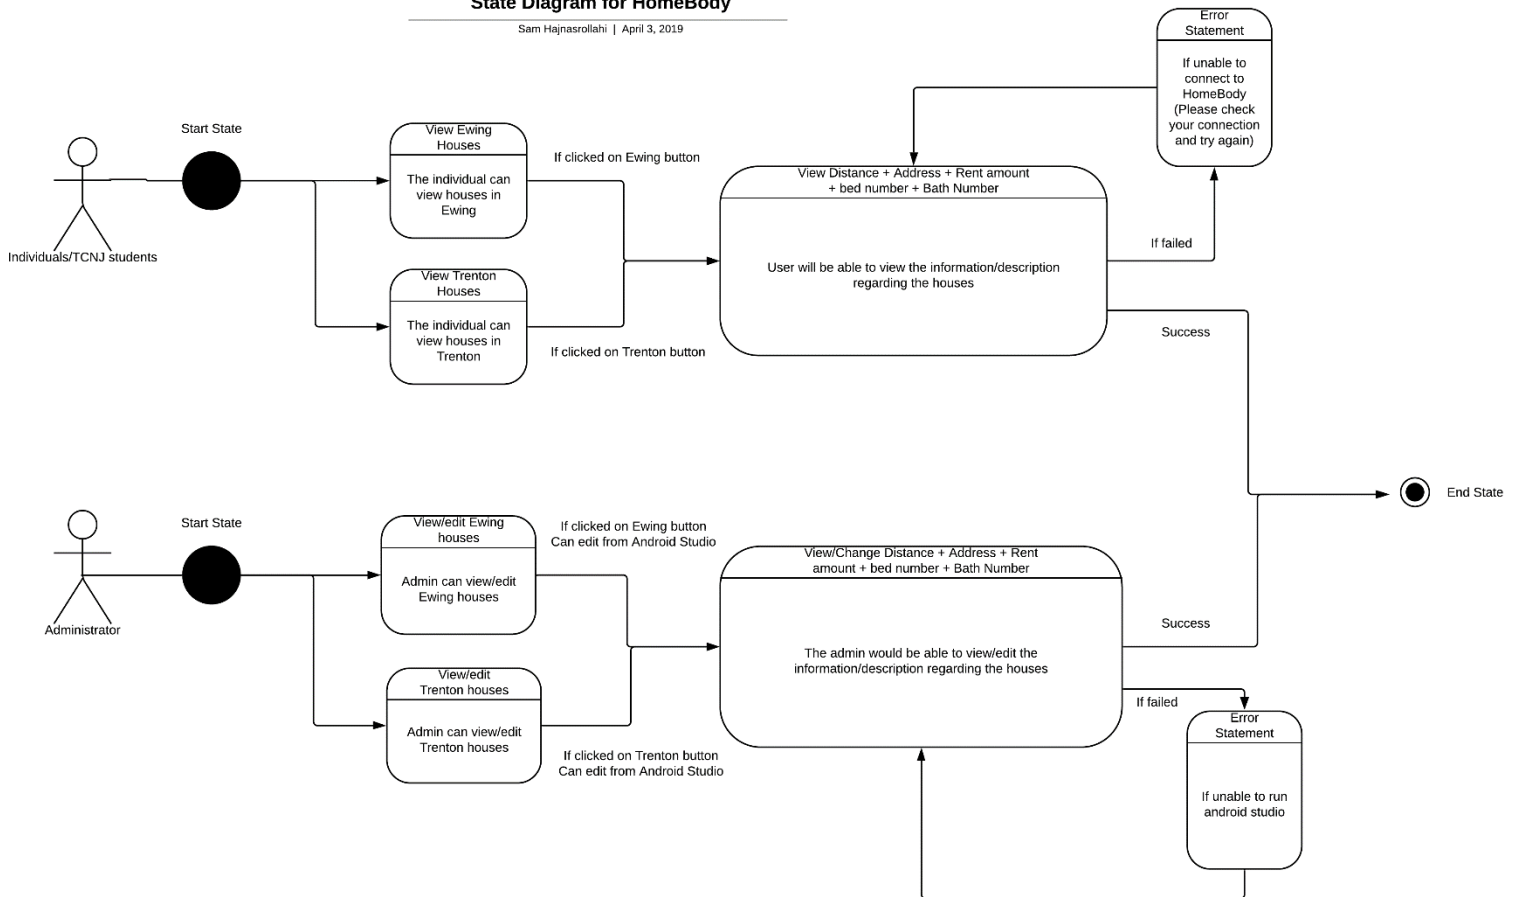 State Diagram for HomeBody
Sam Hajnasrollahi | April 3, 2019
Error
Statement
If unable to
connect to
HomeBody
(Please check
your connection
and try again)
Start State
Individuals/TCNJ students
View Ewing
Houses
The individual can
view houses in
Ewing
If clicked on Ewing button
View Trenton
Houses
The individual can
view houses in
Trenton
If clicked on Trenton button
View Distance + Address + Rent amount
+ bed number + Bath Number
User will be able to view the information/description
regarding the houses
If failed
Success
End State
Start State
Administrator
View/edit Ewing
houses
Admin can view/edit
Ewing houses
If clicked on Ewing button
Can edit from Android Studio
View/edit
Trenton houses
Admin can view/edit
Trenton houses
If clicked on Trenton button
Can edit from Android Studio
View/Change Distance + Address + Rent
amount + bed number + Bath Number
The admin would be able to view/edit the
information/description regarding the houses
Success
If failed
Error
Statement
If unable to run
android studio